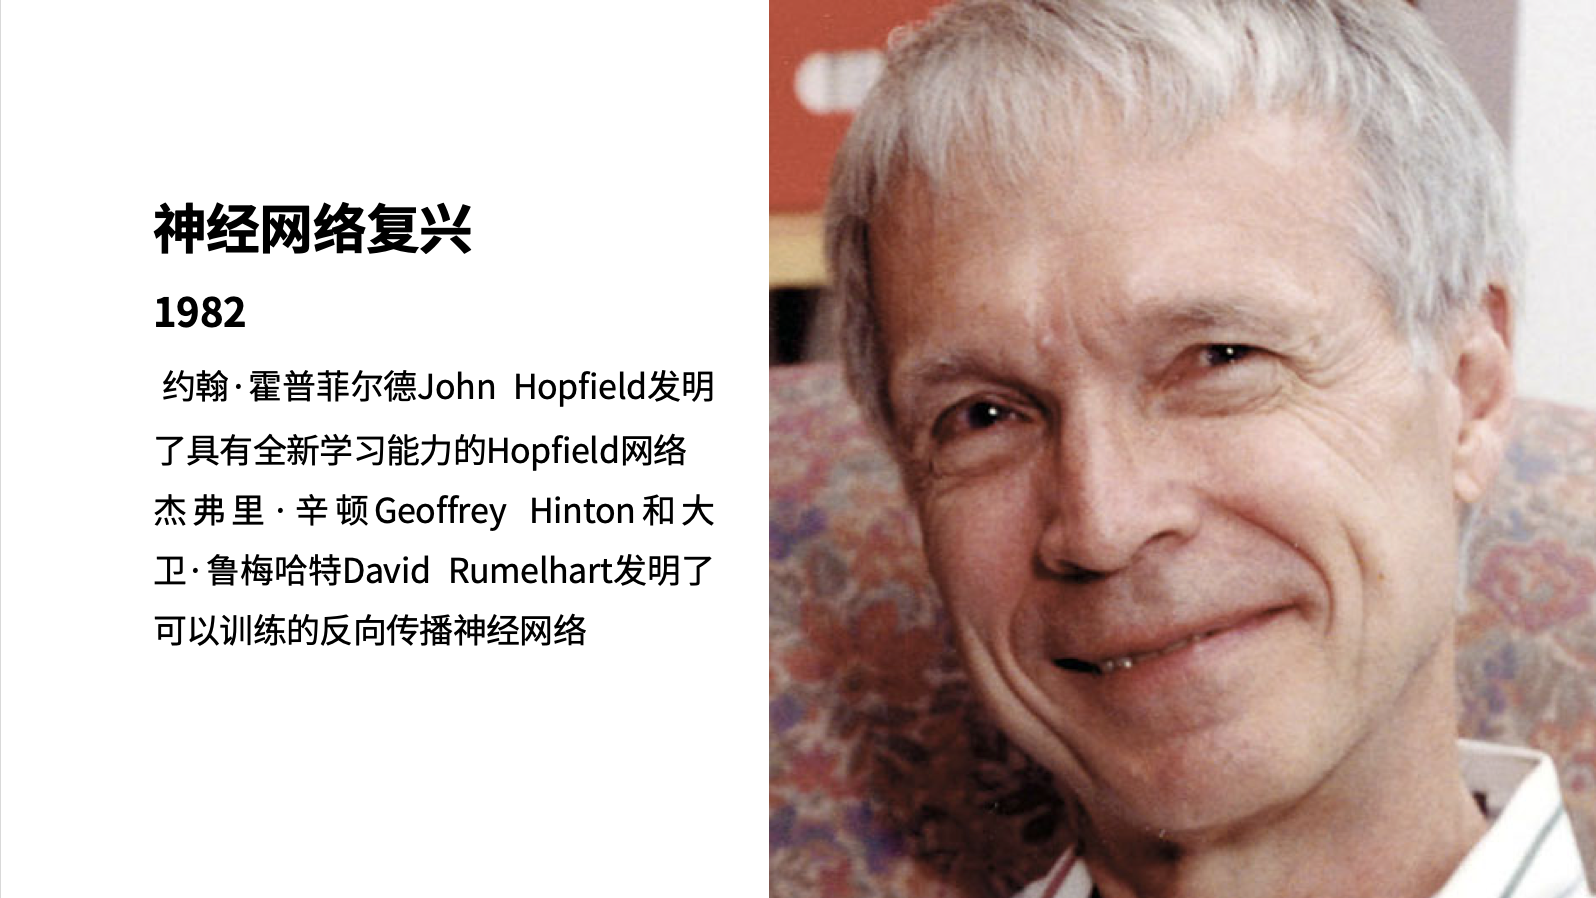 神经网络复兴
1982
约翰·霍普菲尔德John Hopfield发明
了具有全新学习能力的Hopfield网络
杰弗里·辛顿Geoffrey Hinton和大
卫·鲁梅哈特David Rumelhart发明了
可以训练的反向传播神经网络